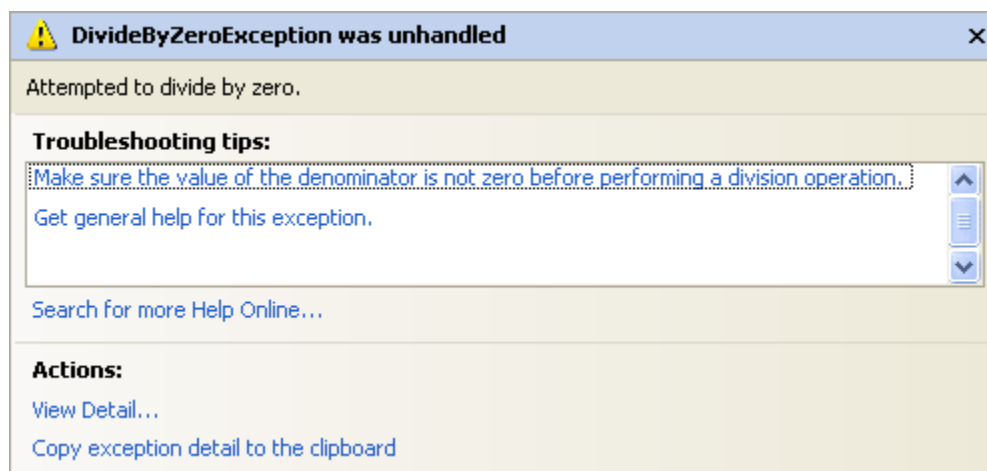 DivideByZeroException was unhandled
Attempted to divide by zero.
Troubleshooting tips:
Make sure the value of the denominator is not zero before performing a division operation.
Get general help for this exception.
Search for more Help Online...
Actions:
View Detail...
Copy exception detail to the clipboard